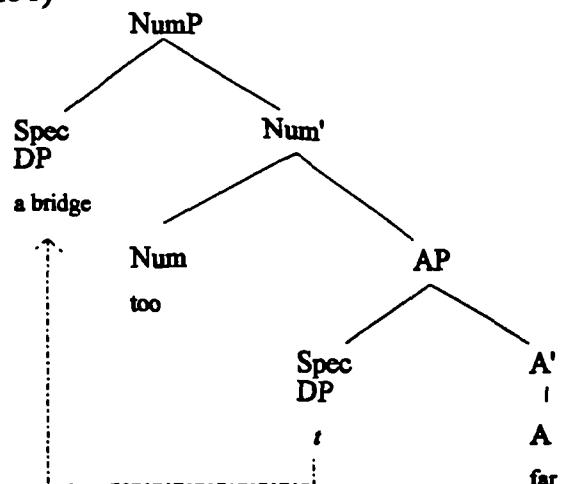 NumP
Spec Num'
DP
a bridge
Num AP
too
Spec A'
DP
t A
far